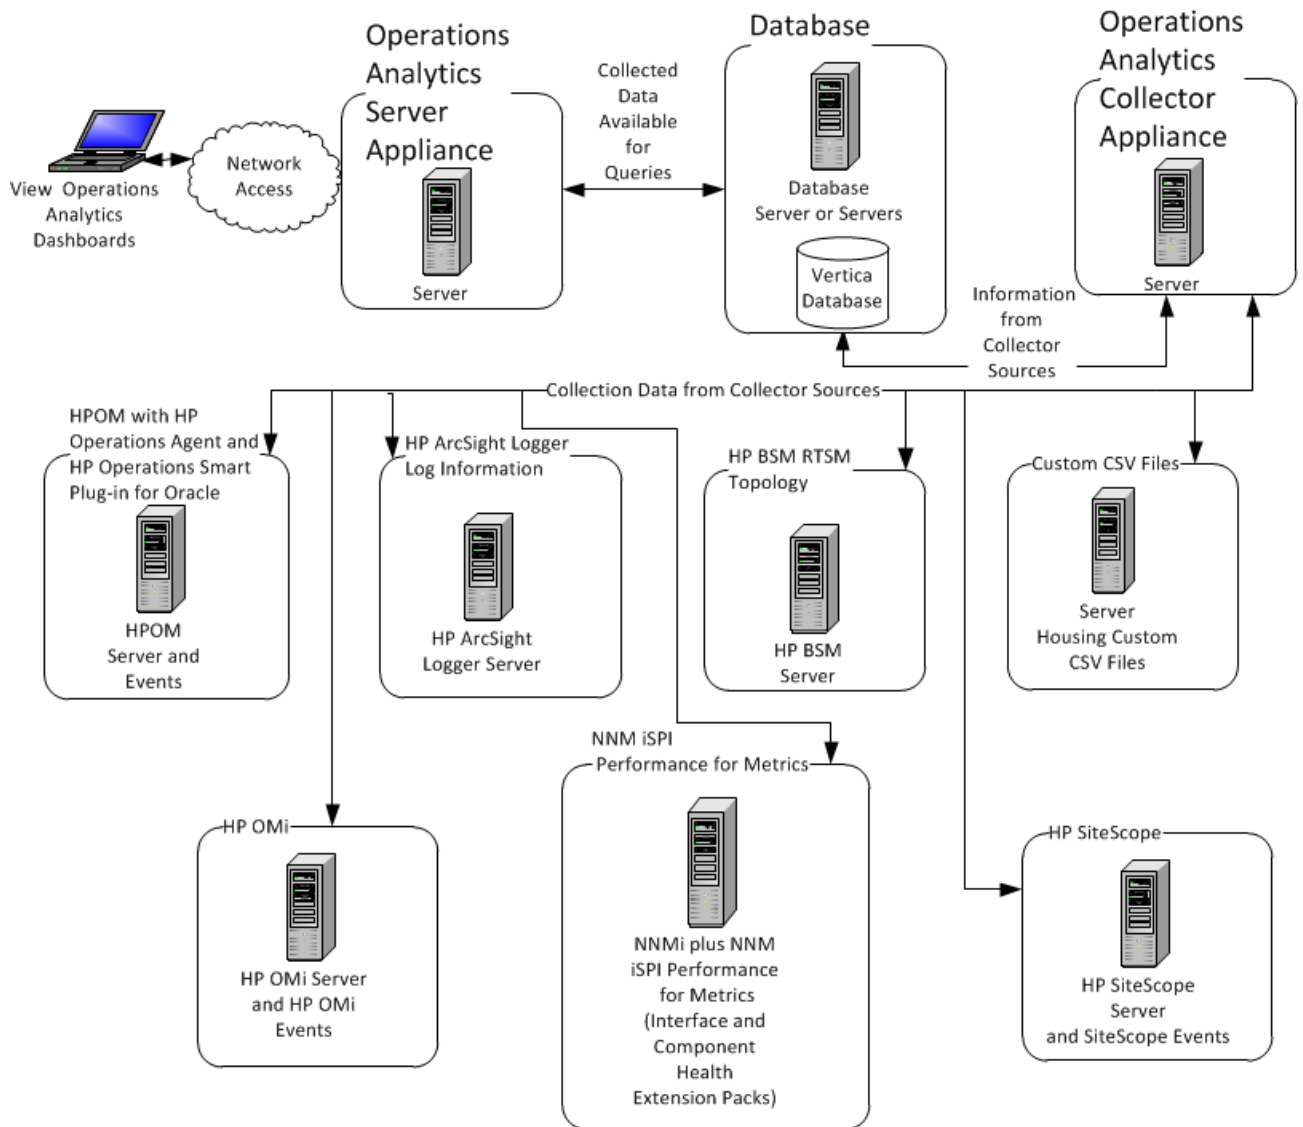 Operations
Analytics
Server
Appliance
Server
View Operations
Analytics
Dashboards
Network
Access
Collected
Data
Available
for
Queries
Database
Database
Server or Servers
Vertica
Database
Operations
Analytics
Collector
Appliance
Server
Information
from
Collector
Sources
Collection Data from Collector Sources
HPOM with HP
Operations Agent and
HP Operations Smart
Plug-in for Oracle
HPOM
Server and
Events
HP ArcSight Logger
Log Information
HP ArcSight
Logger Server
HP BSM RTSM
Topology
HP BSM
Server
Custom CSV Files
Server
Housing Custom
CSV Files
HP OMi
HP OMi Server
and HP OMi
Events
NNM iSPI
Performance for Metrics
NNMi plus NNM
iSPI Performance
for Metrics
(Interface and
Component
Health
Extension Packs)
HP SiteScope
HP SiteScope
Server
and SiteScope Events